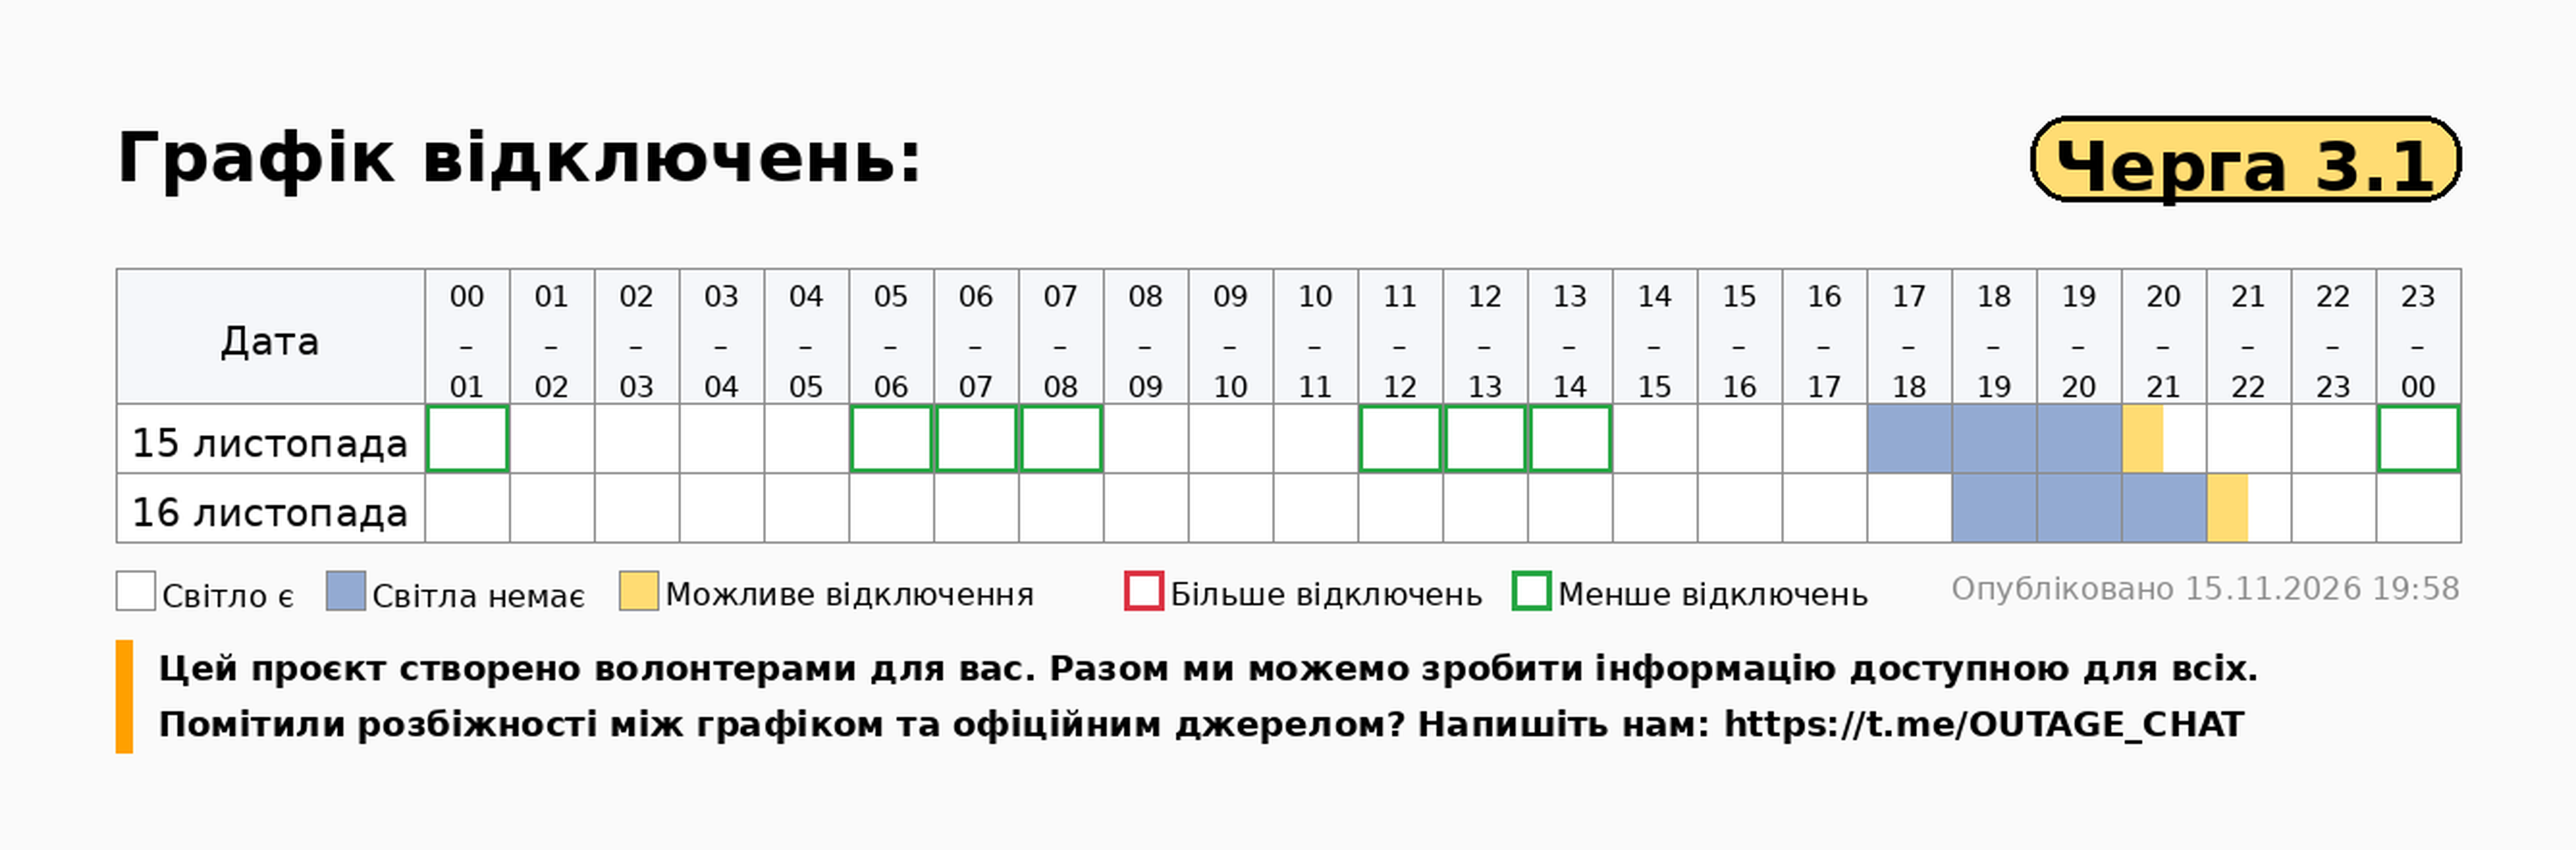 Графік відключень:
Черга 3.1
Дата 00–01 01–02 02–03 03–04 04–05 05–06 06–07 07–08 08–09 09–10 10–11 11–12 12–13 13–14 14–15 15–16 16–17 17–18 18–19 19–20 20–21 21–22 22–23 23–00
15 листопада
16 листопада
Світло є Світла немає Можливе відключення Більше відключень Менше відключень Опубліковано 15.11.2026 19:58
Цей проєкт створено волонтерами для вас. Разом ми можемо зробити інформацію доступною для всіх.
Помітили розбіжності між графіком та офіційним джерелом? Напишіть нам: https://t.me/OUTAGE_CHAT